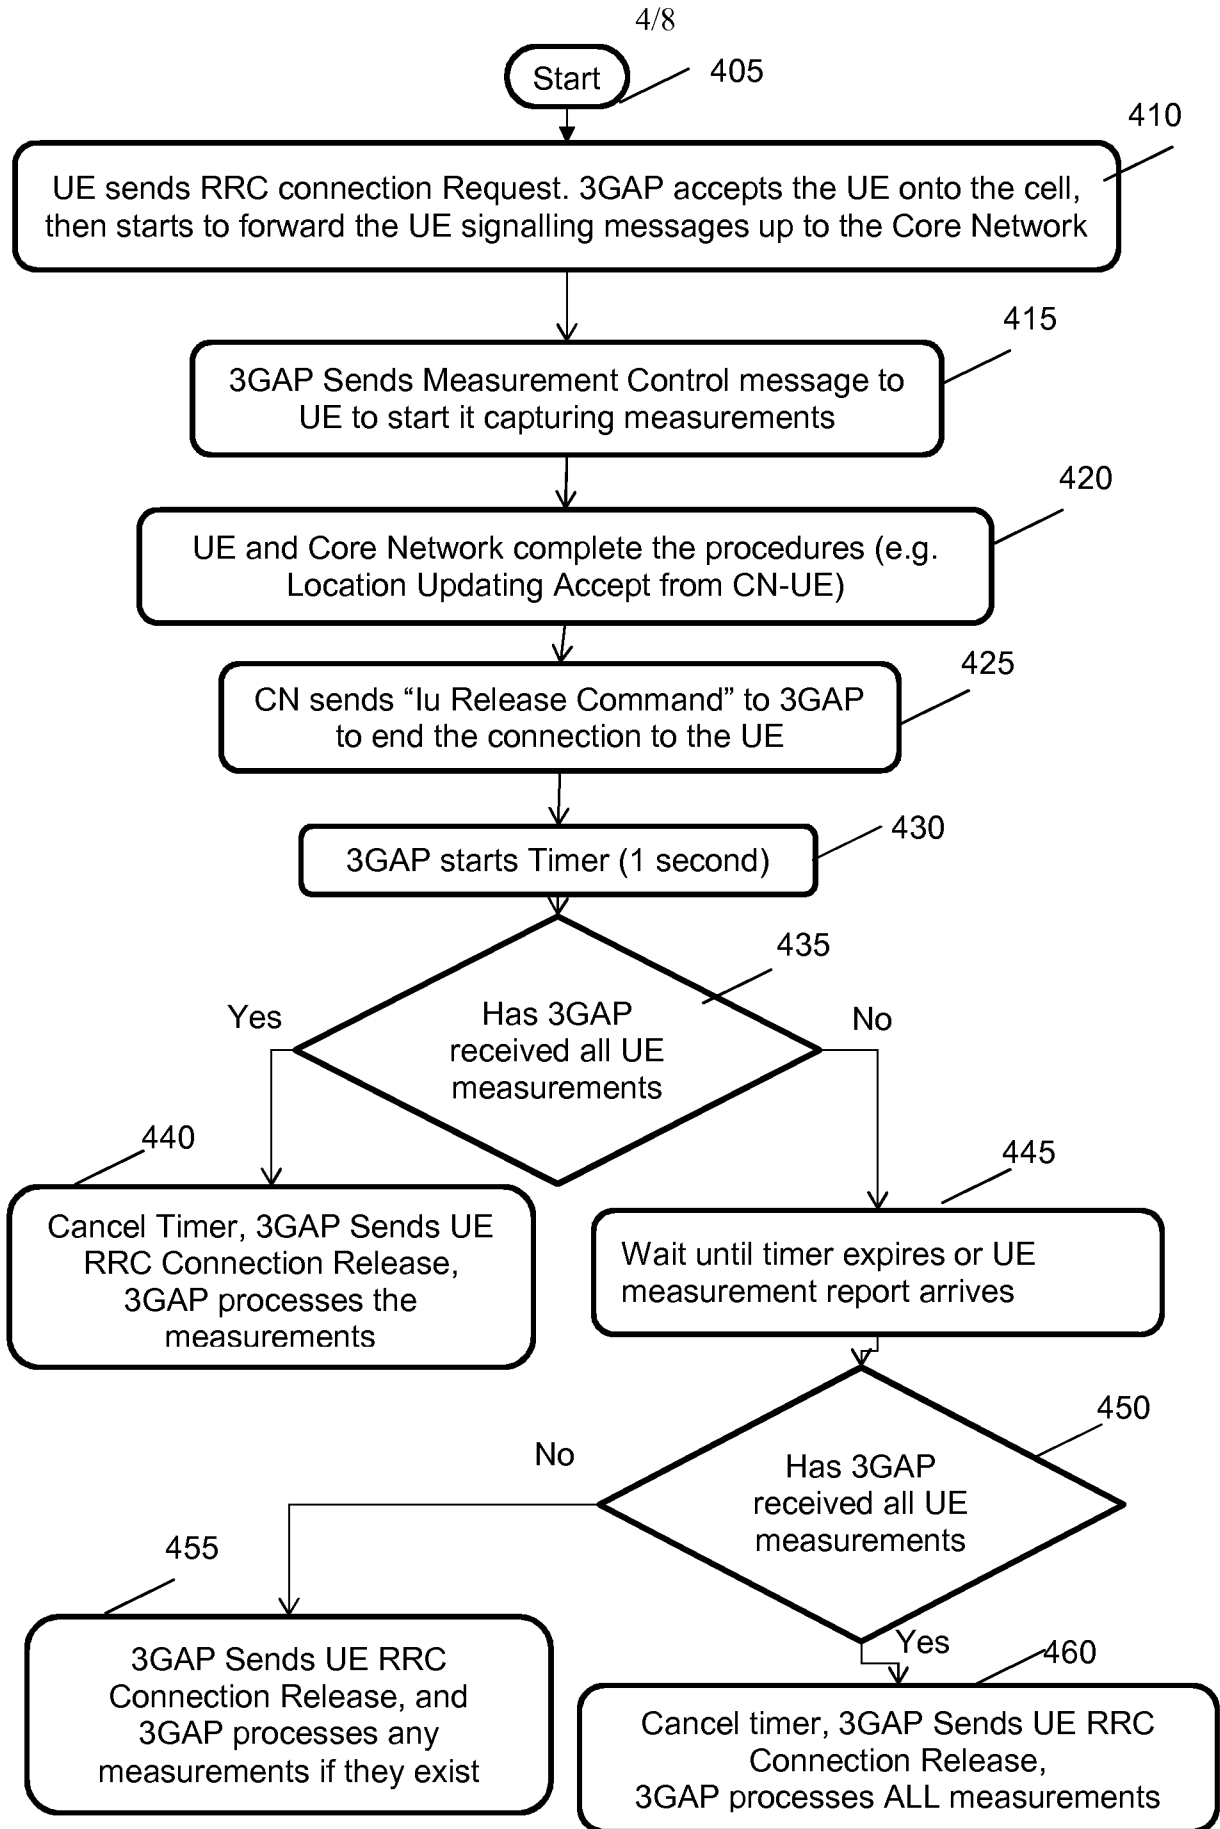 4/8
Start
405
410
UE sends RRC connection Request. 3GAP accepts the UE onto the cell,
then starts to forward the UE signalling messages up to the Core Network
415
3GAP Sends Measurement Control message to
UE to start it capturing measurements
420
UE and Core Network complete the procedures (e.g.
Location Updating Accept from CN-UE)
425
CN sends “Iu Release Command” to 3GAP
to end the connection to the UE
430
3GAP starts Timer (1 second)
435
Yes
Has 3GAP
received all UE
measurements
No
440
Cancel Timer, 3GAP Sends UE
RRC Connection Release,
3GAP processes the
measurements
445
Wait until timer expires or UE
measurement report arrives
450
No
Has 3GAP
received all UE
measurements
455
3GAP Sends UE RRC
Connection Release, and
3GAP processes any
measurements if they exist
Yes
460
Cancel timer, 3GAP Sends UE RRC
Connection Release,
3GAP processes ALL measurements